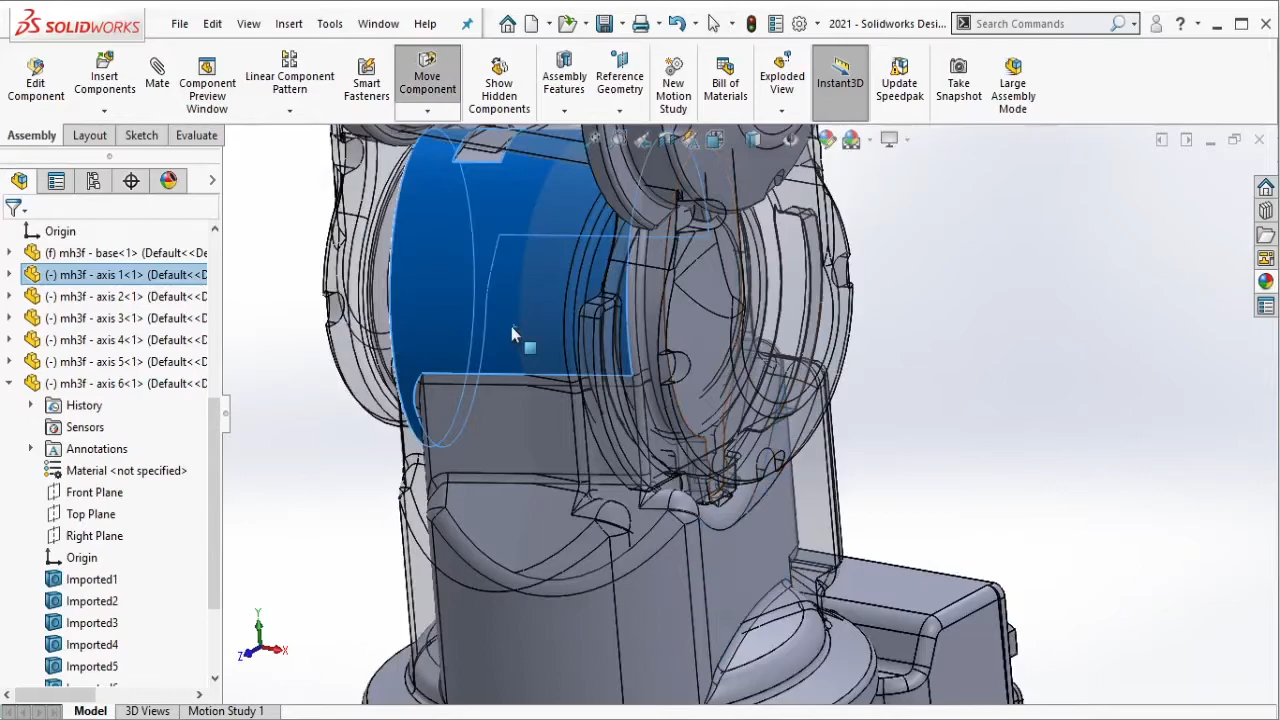 SOLIDWORKS File Edit View Insert Tools Window Help 2021 - Solidworks Desi... Search Commands
Edit Component
Insert Components
Mate
Component Preview Window
Linear Component Pattern
Smart Fasteners
Move Component
Show Hidden Components
Assembly Features
Reference Geometry
New Motion Study
Bill of Materials
Exploded View
Instant3D
Update Speedpak
Take Snapshot
Large Assembly Mode
Assembly Layout Sketch Evaluate
Origin
(f) mh3f - base<1> (Default<<De
(-) mh3f - axis 1<1> (Default<<D
(-) mh3f - axis 2<1> (Default<<D
(-) mh3f - axis 3<1> (Default<<D
(-) mh3f - axis 4<1> (Default<<D
(-) mh3f - axis 5<1> (Default<<D
(-) mh3f - axis 6<1> (Default<<D
History
Sensors
Annotations
Material <not specified>
Front Plane
Top Plane
Right Plane
Origin
Imported1
Imported2
Imported3
Imported4
Imported5
Y
Z X
Model 3D Views Motion Study 1